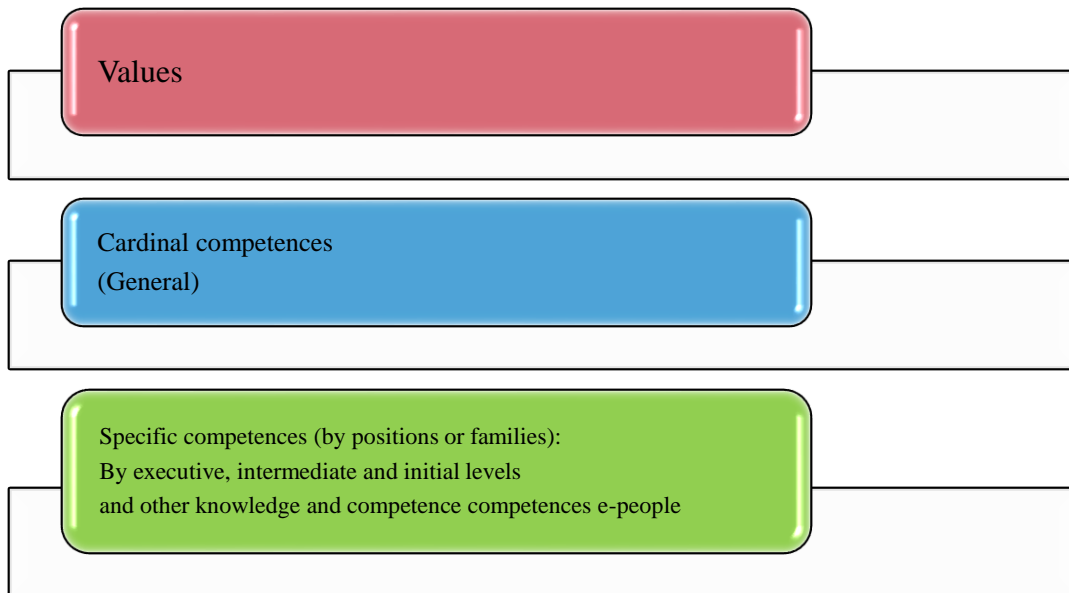 Values
Cardinal competences
(General)
Specific competences (by positions or families):
By executive, intermediate and initial levels
and other knowledge and competence competences e-people